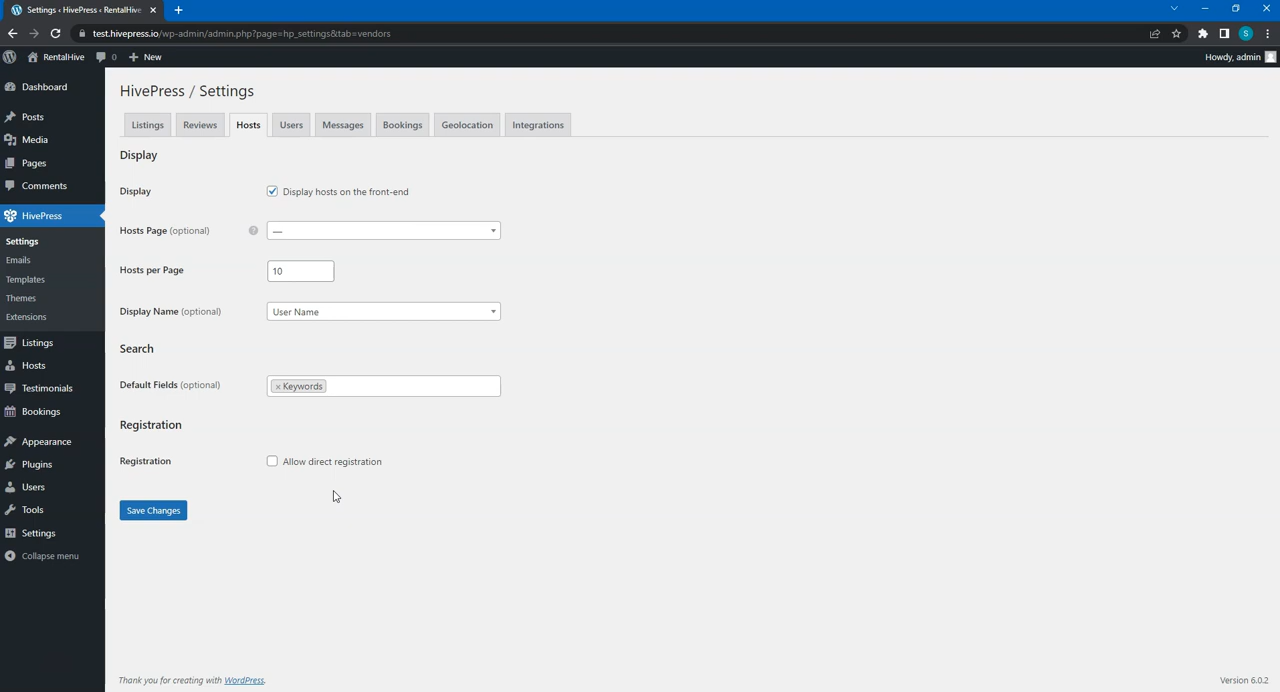 Settings ‹ HivePress ‹ RentalHive
test.hivepress.io/wp-admin/admin.php?page=hp_settings&tab=vendors
S
RentalHive 0 New Howdy, admin
Dashboard
Posts
Media
Pages
Comments
HivePress
Settings
Emails
Templates
Themes
Extensions
Listings
Hosts
Testimonials
Bookings
Appearance
Plugins
Users
Tools
Settings
Collapse menu
HivePress / Settings
Listings Reviews Hosts Users Messages Bookings Geolocation Integrations
Display
Display Display hosts on the front-end
Hosts Page (optional) ? —
Hosts per Page 10
Display Name (optional) User Name
Search
Default Fields (optional) × Keywords
Registration
Registration Allow direct registration
Save Changes
Thank you for creating with WordPress. Version 6.0.2